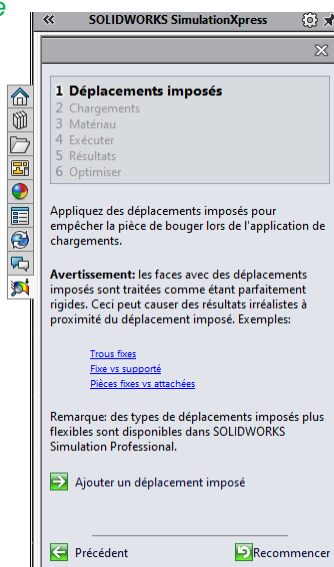 e
SOLIDWORKS SimulationXpress
1 Déplacements imposés
2 Chargements
3 Matériau
4 Exécuter
5 Résultats
6 Optimiser
Appliquez des déplacements imposés pour
empêcher la pièce de bouger lors de l'application de
chargements.
Avertissement: les faces avec des déplacements
imposés sont traitées comme étant parfaitement
rigides. Ceci peut causer des résultats irréalistes à
proximité du déplacement imposé. Exemples:
Trous fixes
Fixe vs supporté
Pièces fixes vs attachées
Remarque: des types de déplacements imposés plus
flexibles sont disponibles dans SOLIDWORKS
Simulation Professional.
Ajouter un déplacement imposé
Précédent Recommencer